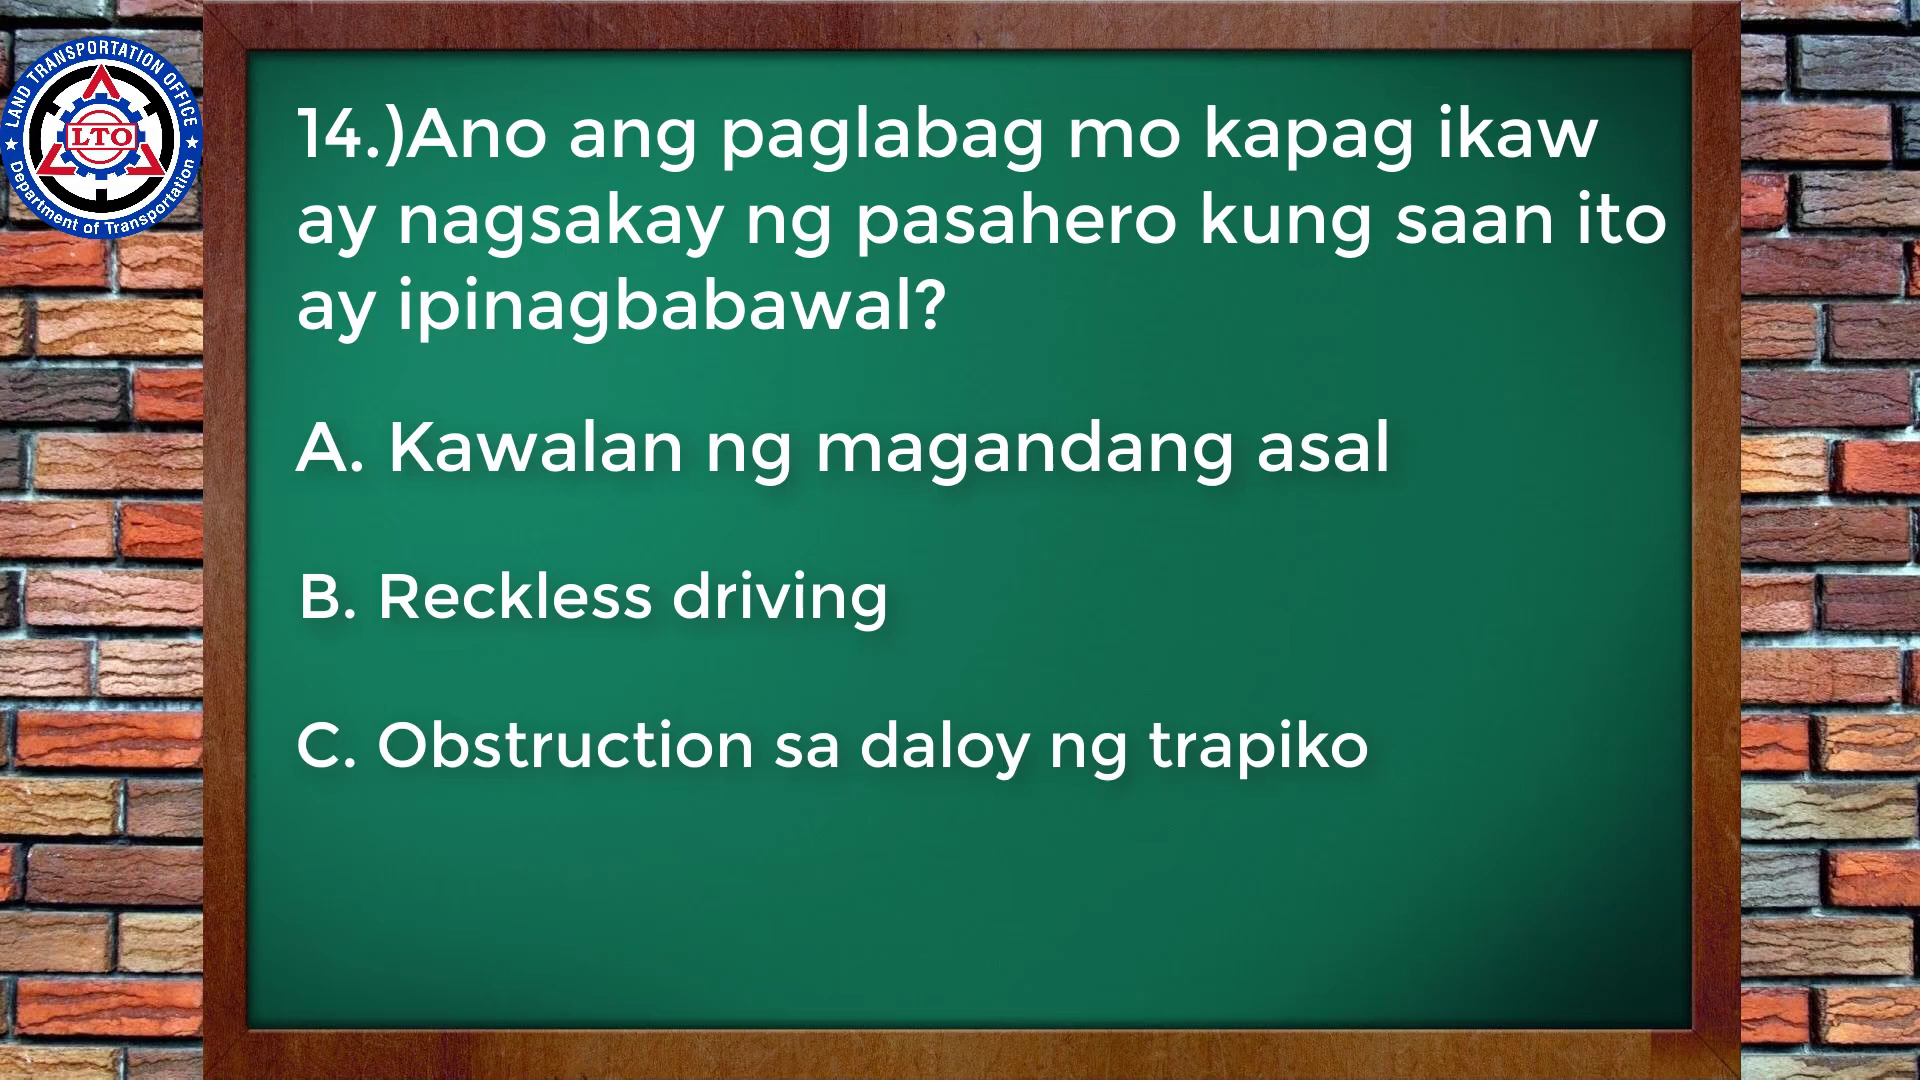 LAND TRANSPORTATION OFFICE
LTO
Department of Transportation
14.)Ano ang paglabag mo kapag ikaw
ay nagsakay ng pasahero kung saan ito
ay ipinagbabawal?
A. Kawalan ng magandang asal
B. Reckless driving
C. Obstruction sa daloy ng trapiko